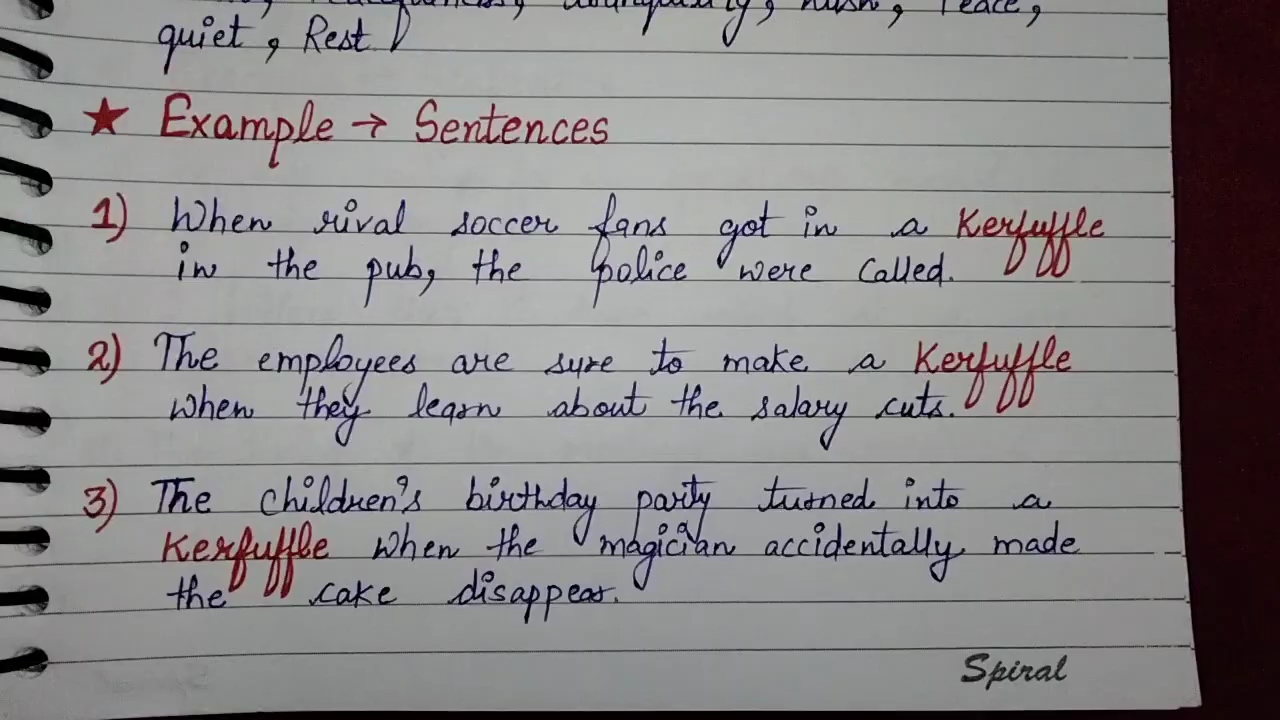 , hush, Peace,
quiet, Rest )
★ Example → Sentences
1) When rival soccer fans got in a Kerfuffle
in the pub, the police were called.
2) The employees are sure to make a Kerfuffle
when they learn about the salary cuts.
3) The children's birthday party turned into a
Kerfuffle when the magician accidentally made
the cake disappear.
Spiral